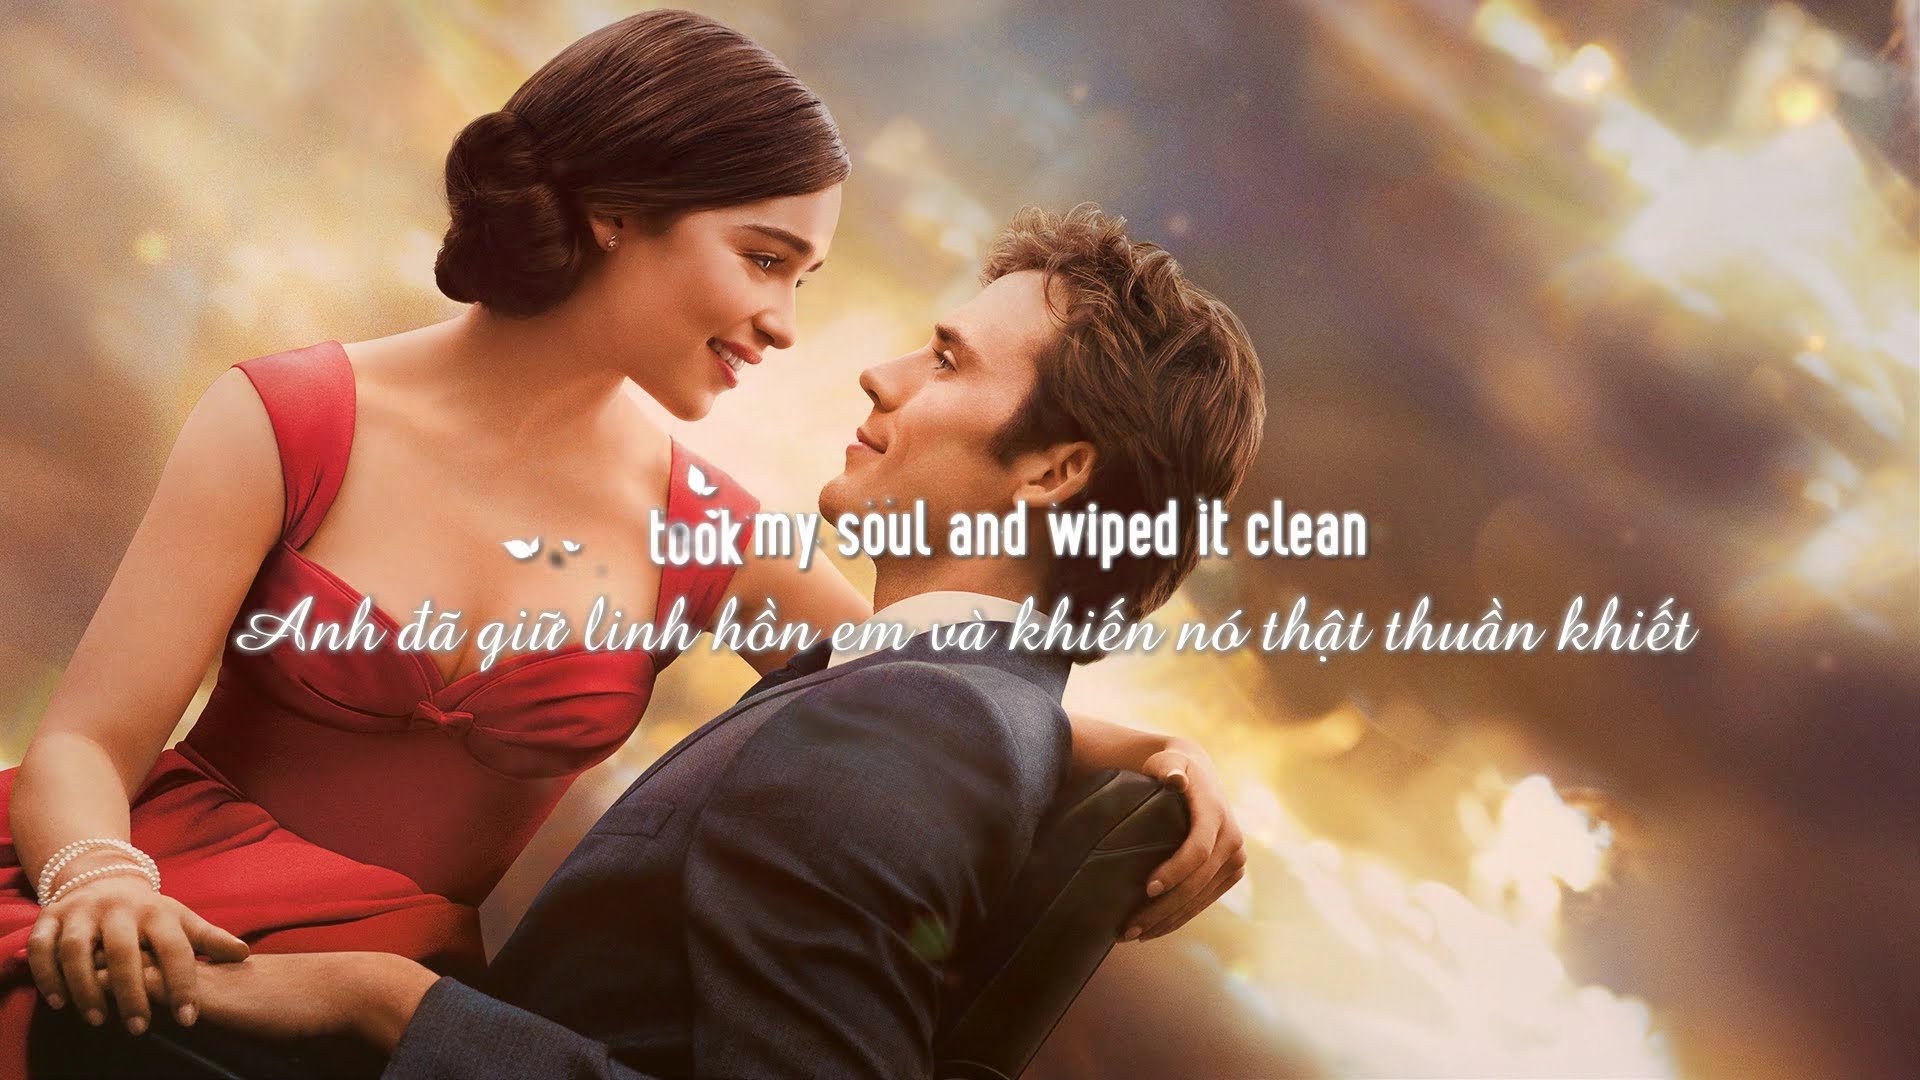 took my soul and wiped it clean
Anh đã giữ linh hồn em và khiến nó thật thuần khiết